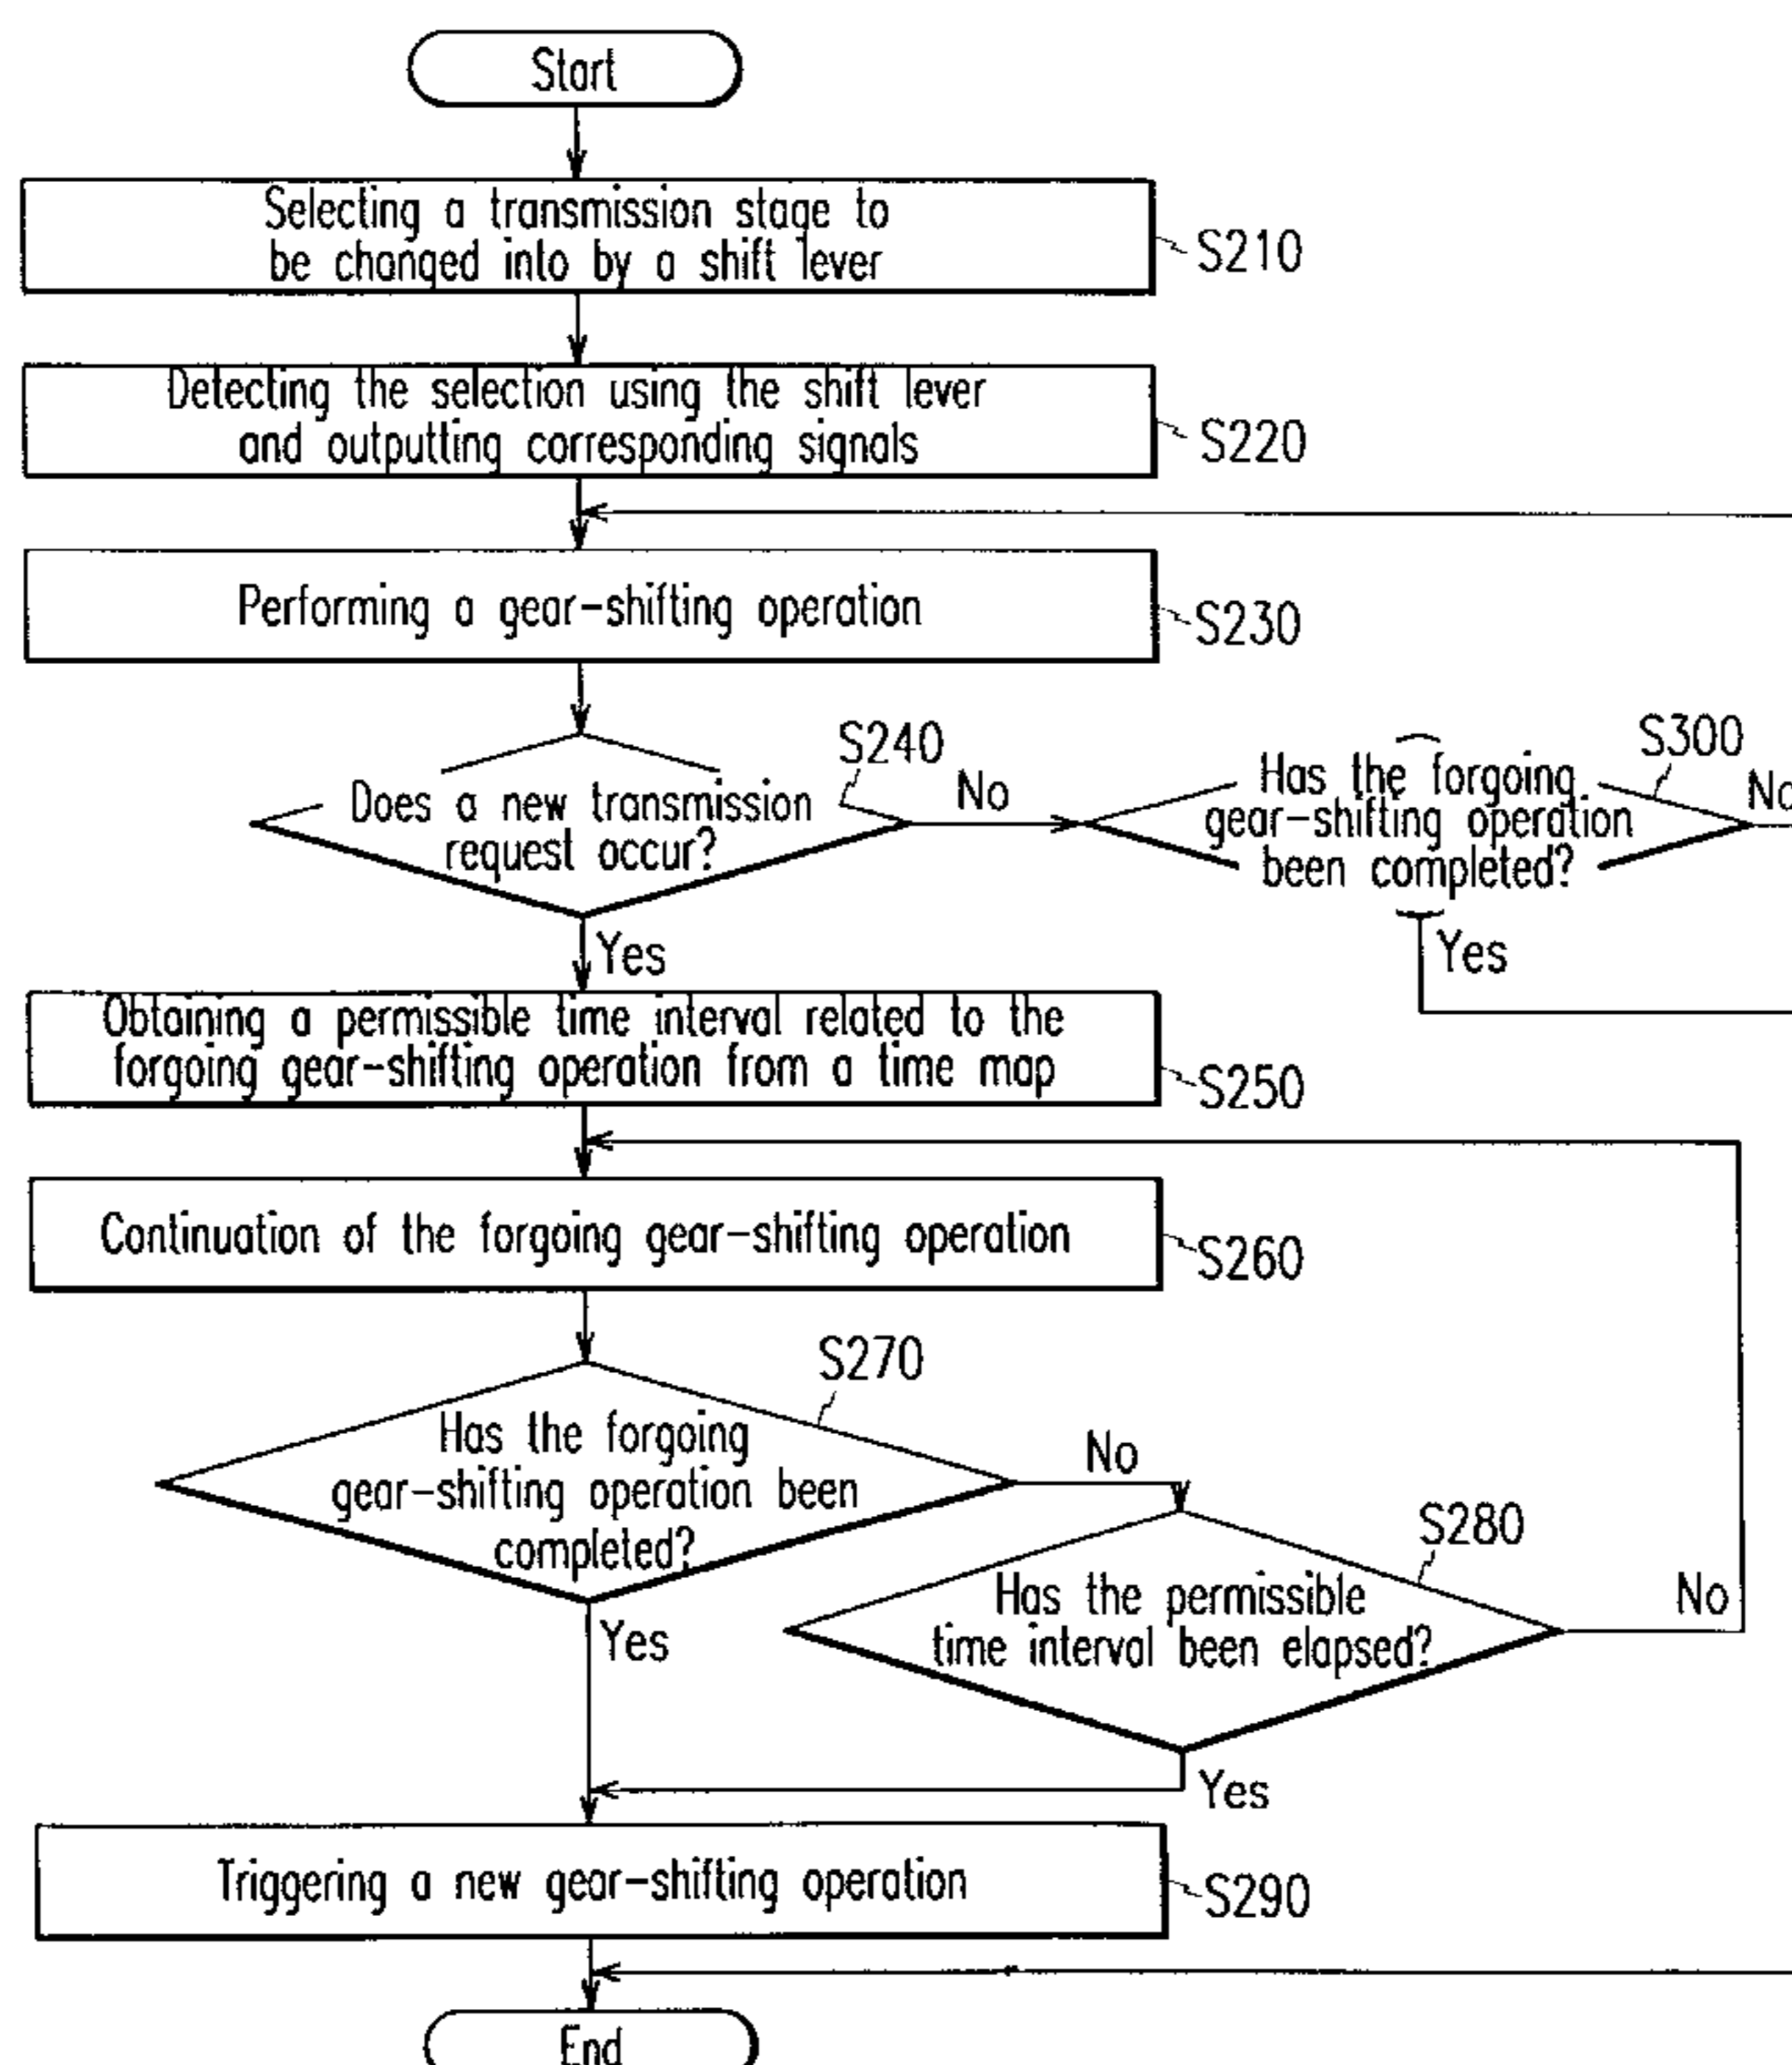 Start
Selecting a transmission stage to
be changed into by a shift lever
S210
Detecting the selection using the shift lever
and outputting corresponding signals
S220
Performing a gear-shifting operation
S230
S240
Does a new transmission
request occur?
No
Yes
S300
Has the forgoing
gear-shifting operation
been completed?
No
Yes
Obtaining a permissible time interval related to the
forgoing gear-shifting operation from a time map
S250
Continuation of the forgoing gear-shifting operation
S260
S270
Has the forgoing
gear-shifting operation been
completed?
No
Yes
S280
Has the permissible
time interval been elapsed?
No
Yes
Triggering a new gear-shifting operation
S290
End